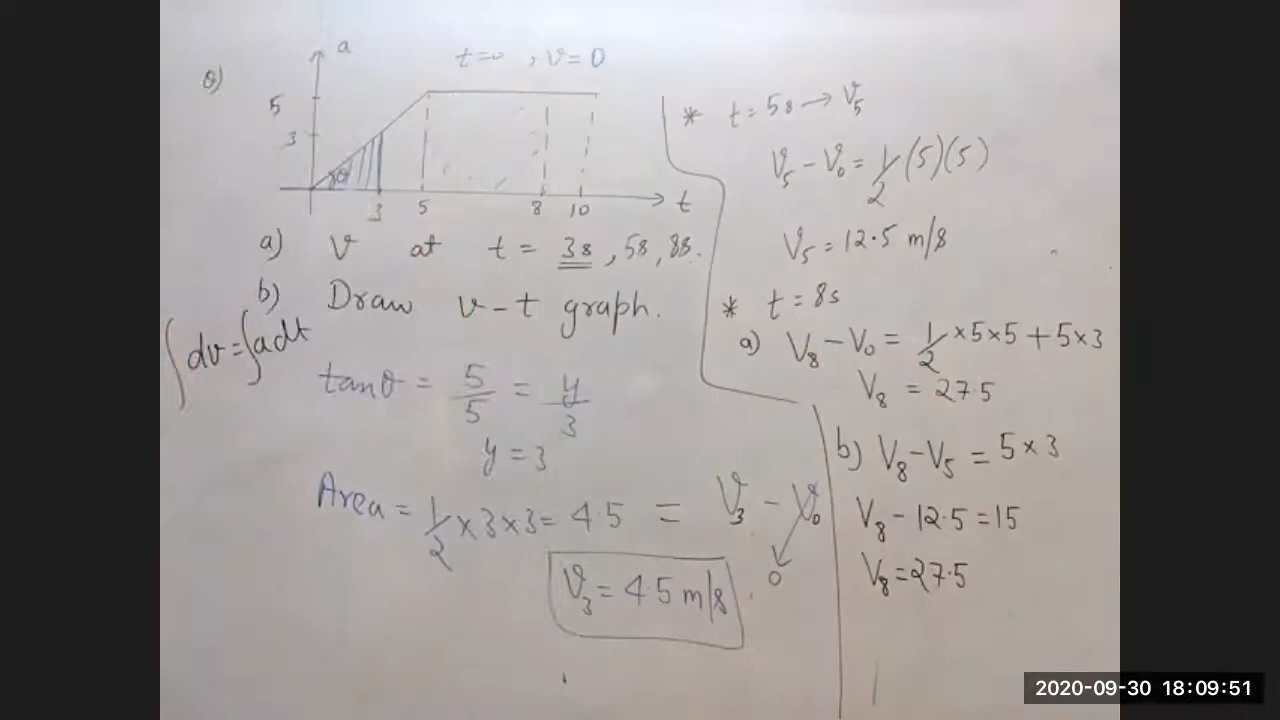 Q)
a
t=0 , v=0
5
3
θ
3 5 8 10 t
a) v at t = 3s, 5s, 8s.
b) Draw v-t graph.
∫dv=∫adt
tanθ = 5/5 = y/3
y = 3
Area = 1/2 × 3 × 3 = 4.5 = v₃ - v₀
0
v₃ = 4.5 m/s
* t = 5s → v₅
v₅ - v₀ = 1/2 (5)(5)
v₅ = 12.5 m/s
* t = 8s
a) V₈ - V₀ = 1/2 ×5×5 + 5×3
V₈ = 27.5
b) V₈ - V₅ = 5×3
V₈ - 12.5 = 15
V₈ = 27.5
2020-09-30 18:09:51